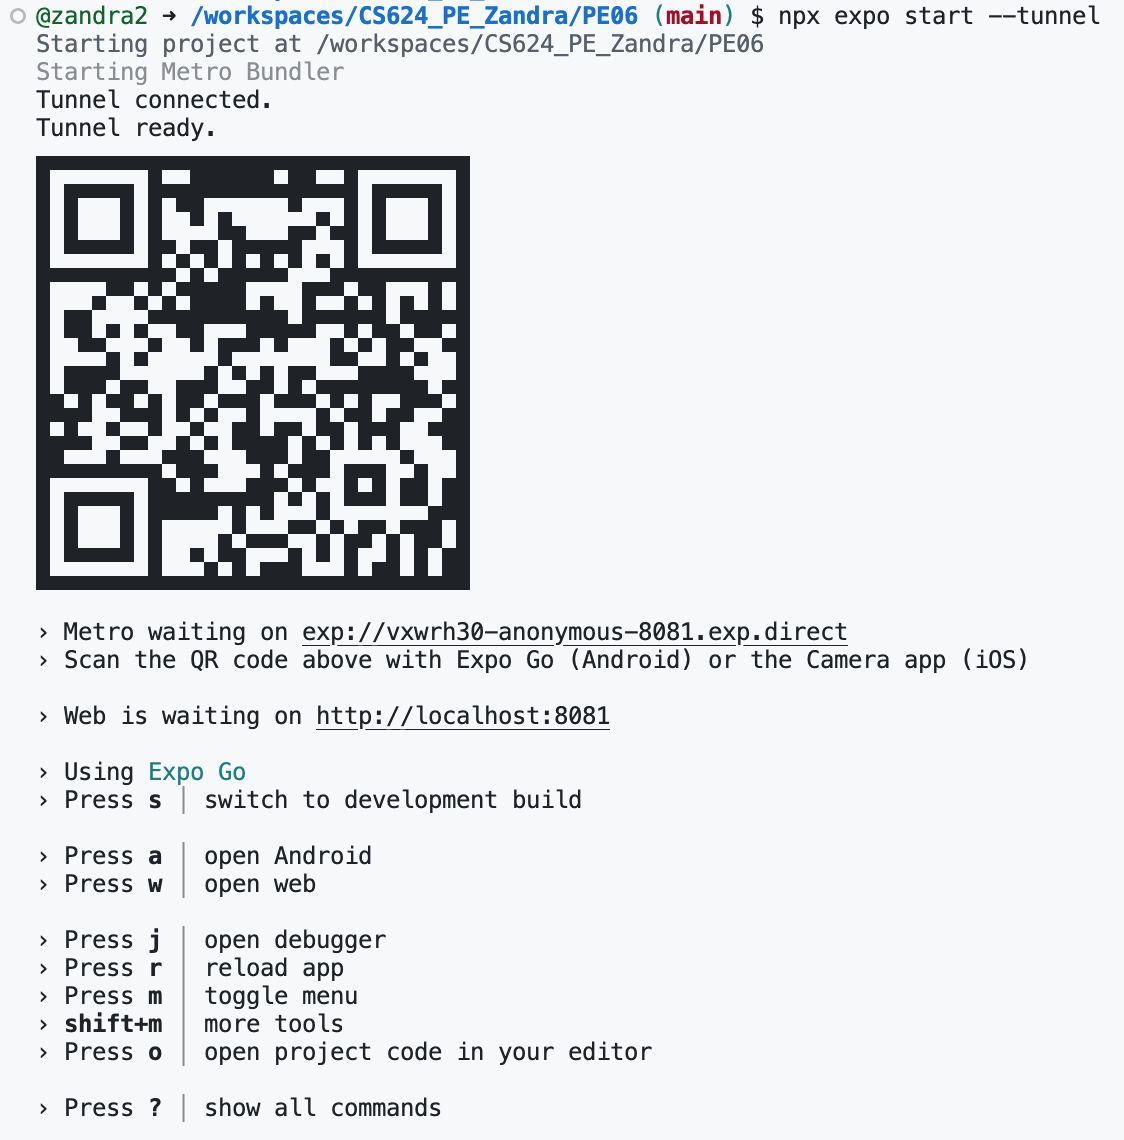 @zandra2 ➜ /workspaces/CS624_PE_Zandra/PE06 (main) $ npx expo start --tunnel
Starting project at /workspaces/CS624_PE_Zandra/PE06
Starting Metro Bundler
Tunnel connected.
Tunnel ready.
› Metro waiting on exp://vxwrh30-anonymous-8081.exp.direct
› Scan the QR code above with Expo Go (Android) or the Camera app (iOS)
› Web is waiting on http://localhost:8081
› Using Expo Go
› Press s │ switch to development build
› Press a │ open Android
› Press w │ open web
› Press j │ open debugger
› Press r │ reload app
› Press m │ toggle menu
› shift+m │ more tools
› Press o │ open project code in your editor
› Press ? │ show all commands